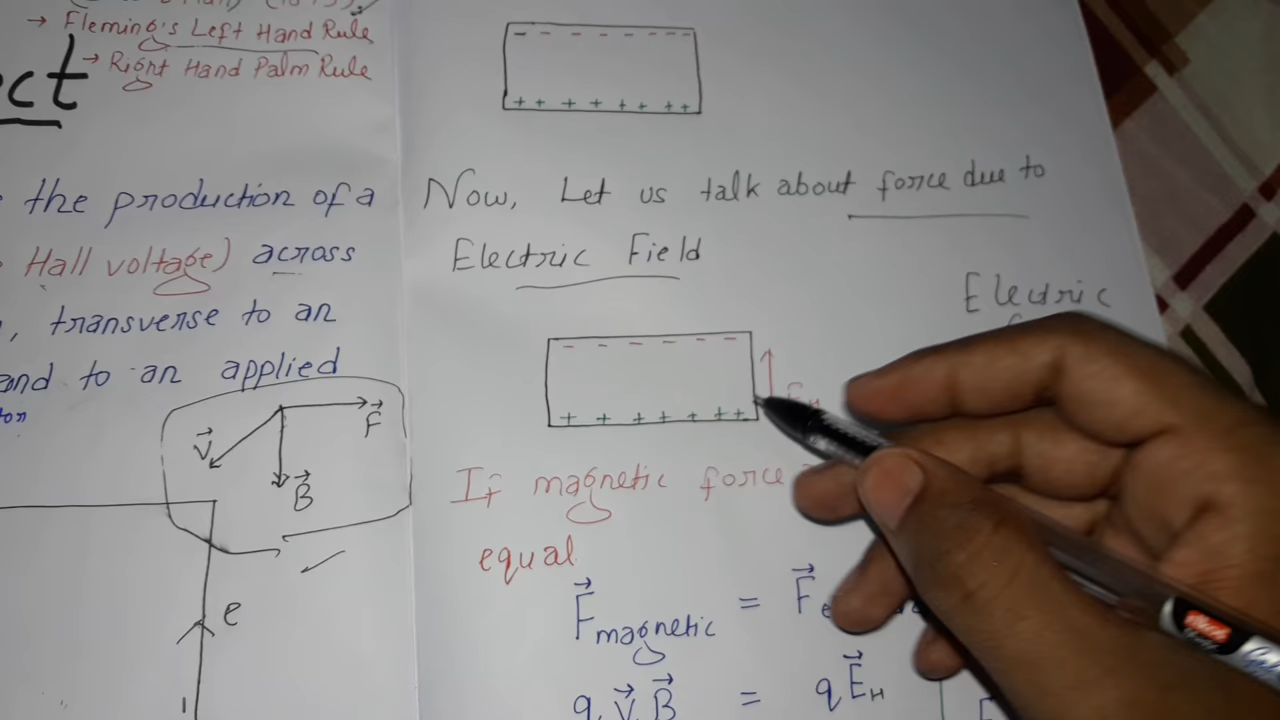 → Fleming's Left Hand Rule
→ Right Hand Palm Rule
ect
the production of a
Hall voltage) across
, transverse to an
and to an applied
V⃗
F⃗
B⃗
e
- - - - - - -
+ + + + + + + +
Now, Let us talk about force due to
Electric Field
Electric
- - - - - -
+ + + + + + +
If magnetic force
equal
F⃗magnetic = F⃗e
q V⃗ B⃗ = q E⃗H